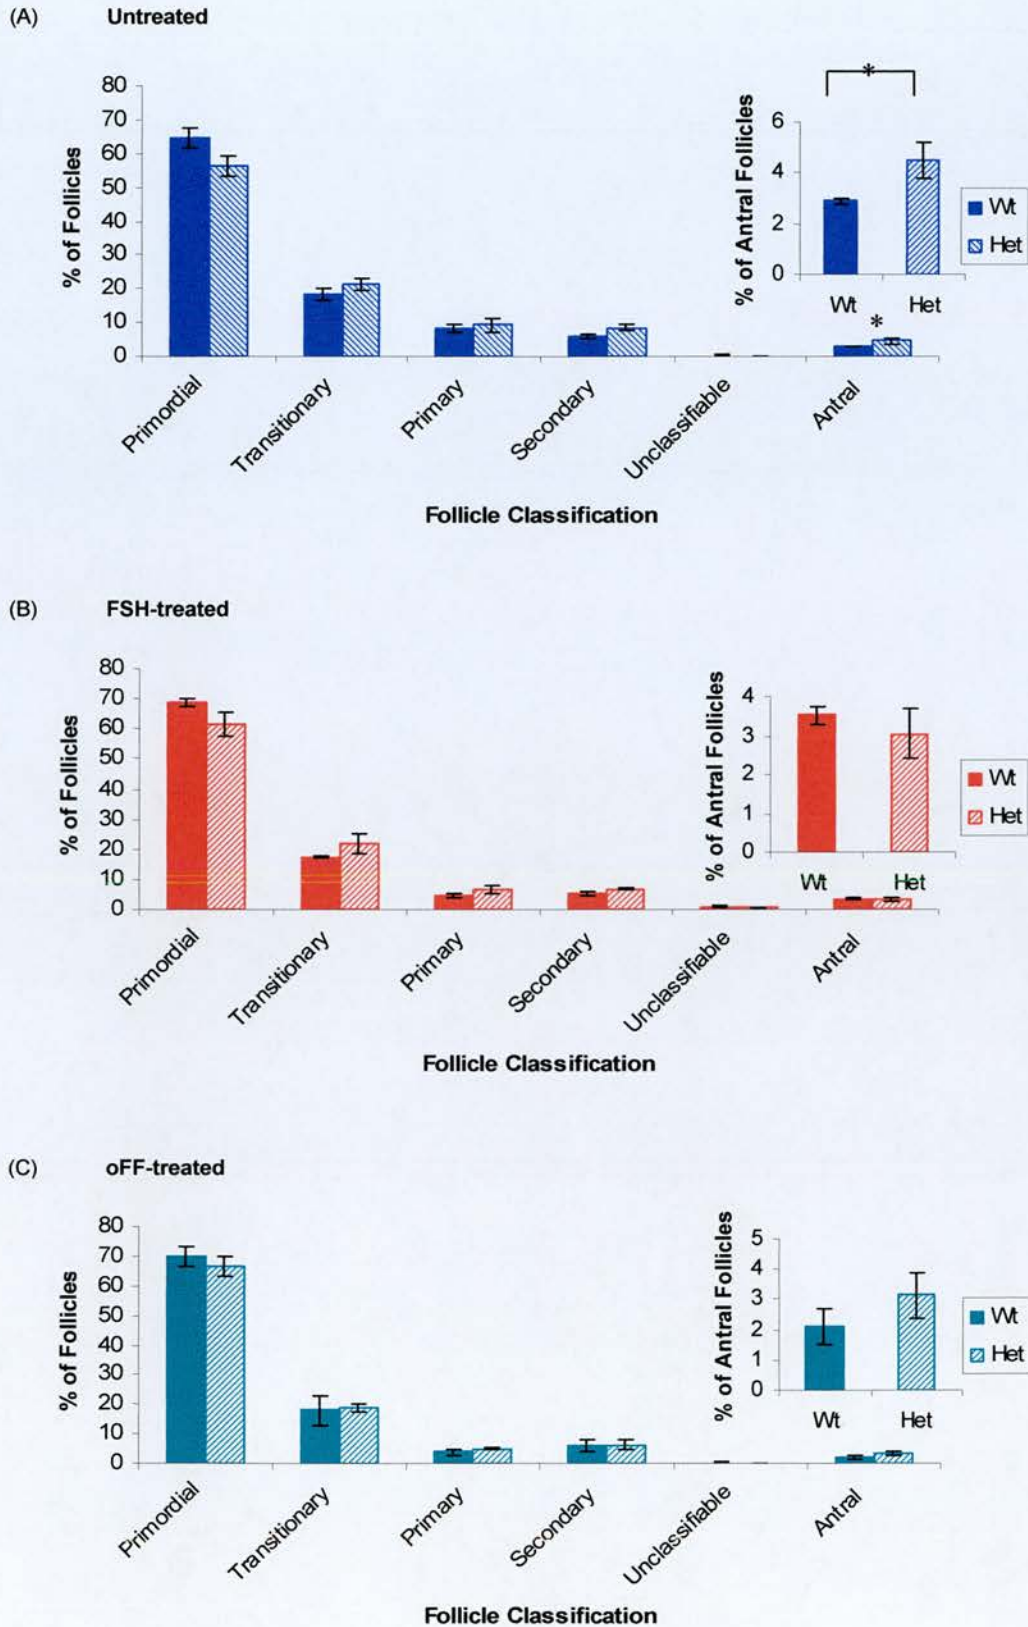 (A) Untreated
80
70
60
50
40
30
20
10
0
% of Follicles
Primordial
Transitionary
Primary
Secondary
Unclassifiable
Antral
Follicle Classification
*
6
4
2
0
% of Antral Follicles
Wt Het
*
Wt
Het
(B) FSH-treated
80
70
60
50
40
30
20
10
0
% of Follicles
Primordial
Transitionary
Primary
Secondary
Unclassifiable
Antral
Follicle Classification
4
3
2
1
0
% of Antral Follicles
Wt Het
Wt
Het
(C) oFF-treated
80
70
60
50
40
30
20
10
0
% of Follicles
Primordial
Transitionary
Primary
Secondary
Unclassifiable
Antral
Follicle Classification
5
4
3
2
1
0
% of Antral Follicles
Wt Het
Wt
Het